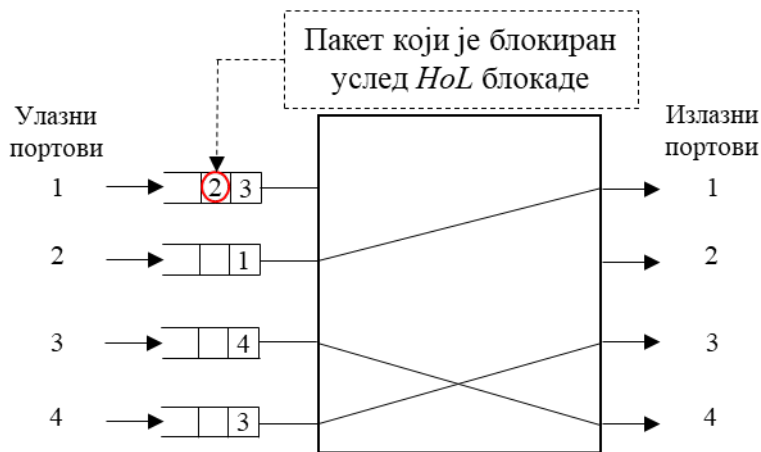 Пакет који је блокиран
услед HoL блокаде
Улазни
портови
Излазни
портови
1 2 3 1
2 1 2
3 4 3
4 3 4